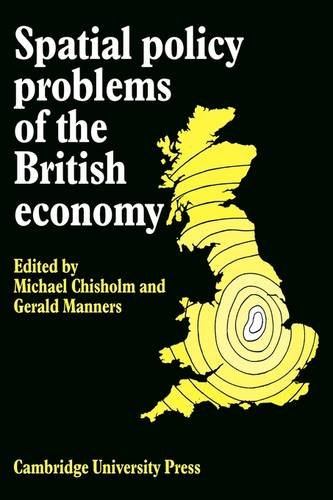 Spatial policy
problems
of the
British
economy
Edited by
Michael Chisholm and
Gerald Manners
Cambridge University Press